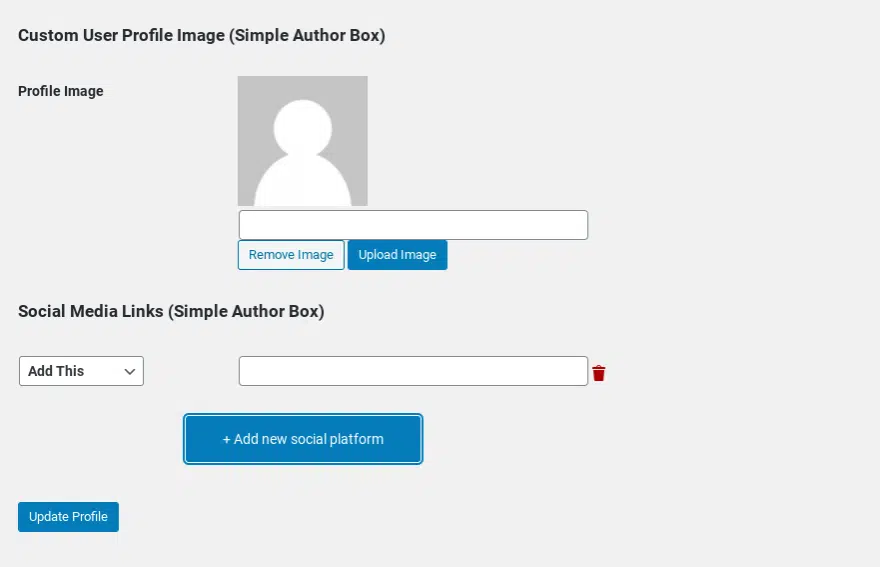 Custom User Profile Image (Simple Author Box)
Profile Image
Remove Image
Upload Image
Social Media Links (Simple Author Box)
Add This
+ Add new social platform
Update Profile